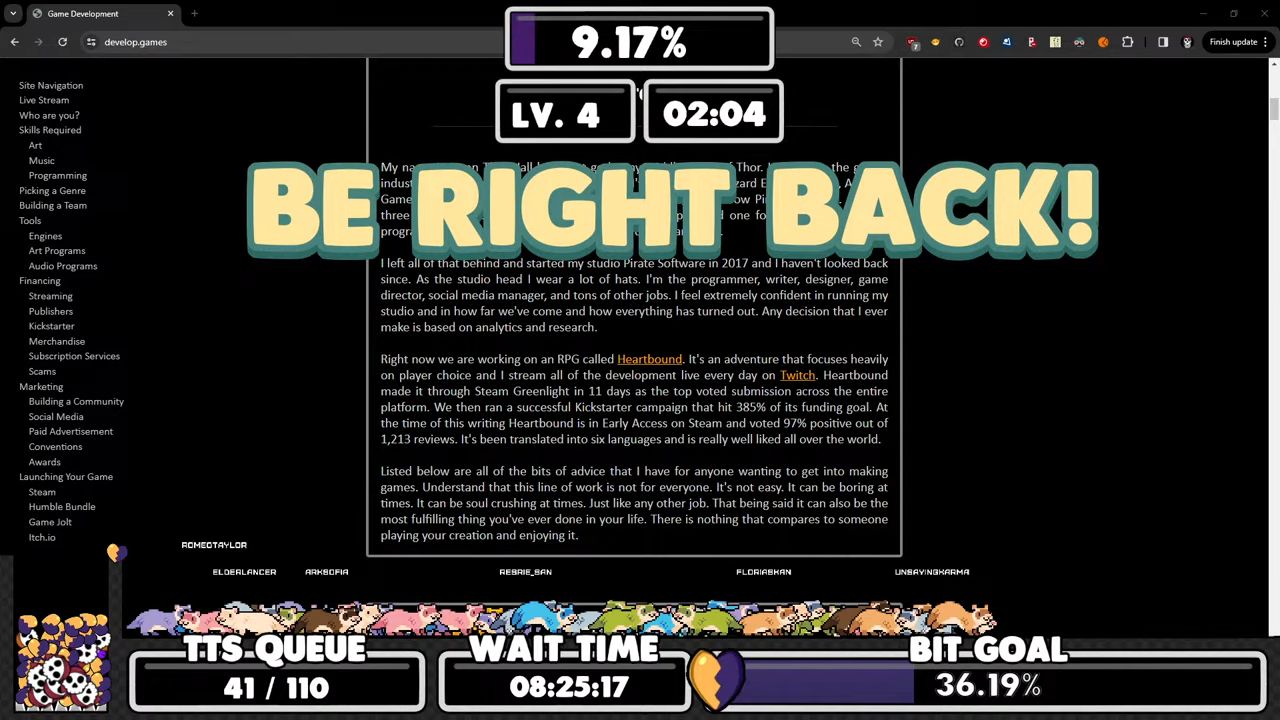 Game Development
9.17%
Finish update
develop.games
7
LV. 4
02:04
BE RIGHT BACK!
Site Navigation
Live Stream
Who are you?
Skills Required
Art
Music
Programming
Picking a Genre
Building a Team
Tools
Engines
Art Programs
Audio Programs
Financing
Streaming
Publishers
Kickstarter
Merchandise
Subscription Services
Scams
Marketing
Building a Community
Social Media
Paid Advertisement
Conventions
Awards
Launching Your Game
Steam
Humble Bundle
Game Jolt
Itch.io
My
of Thor.
the
three
one
I left all of that behind and started my studio Pirate Software in 2017 and I haven't looked back
since. As the studio head I wear a lot of hats. I'm the programmer, writer, designer, game
director, social media manager, and tons of other jobs. I feel extremely confident in running my
studio and in how far we've come and how everything has turned out. Any decision that I ever
make is based on analytics and research.
Right now we are working on an RPG called Heartbound. It's an adventure that focuses heavily
on player choice and I stream all of the development live every day on Twitch. Heartbound
made it through Steam Greenlight in 11 days as the top voted submission across the entire
platform. We then ran a successful Kickstarter campaign that hit 385% of its funding goal. At
the time of this writing Heartbound is in Early Access on Steam and voted 97% positive out of
1,213 reviews. It's been translated into six languages and is really well liked all over the world.
Listed below are all of the bits of advice that I have for anyone wanting to get into making
games. Understand that this line of work is not for everyone. It's not easy. It can be boring at
times. It can be soul crushing at times. Just like any other job. That being said it can also be the
most fulfilling thing you've ever done in your life. There is nothing that compares to someone
playing your creation and enjoying it.
ROMEOTAYLOR
ELDERLANCER
ARKSOFIA
REBRIE_SAN
FLORIABKAN
UNSAYINGKARMA
TTS QUEUE
41 / 110
WAIT TIME
08:25:17
BIT GOAL
36.19%